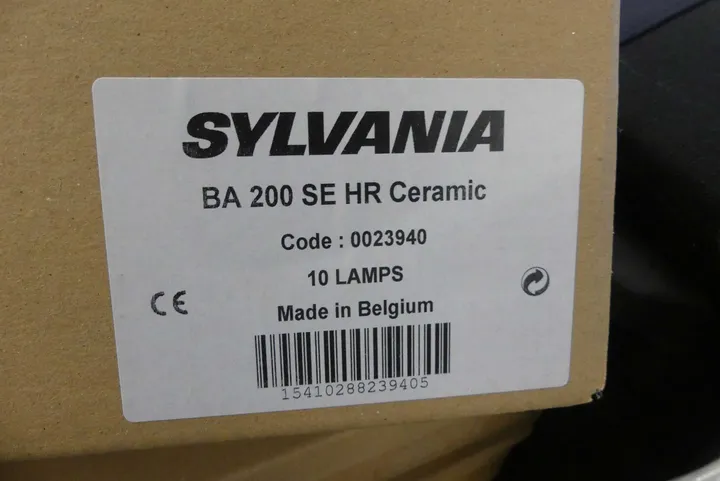 SYLVANIA
BA 200 SE HR Ceramic
Code : 0023940
10 LAMPS
CE
Made in Belgium
15410288239405